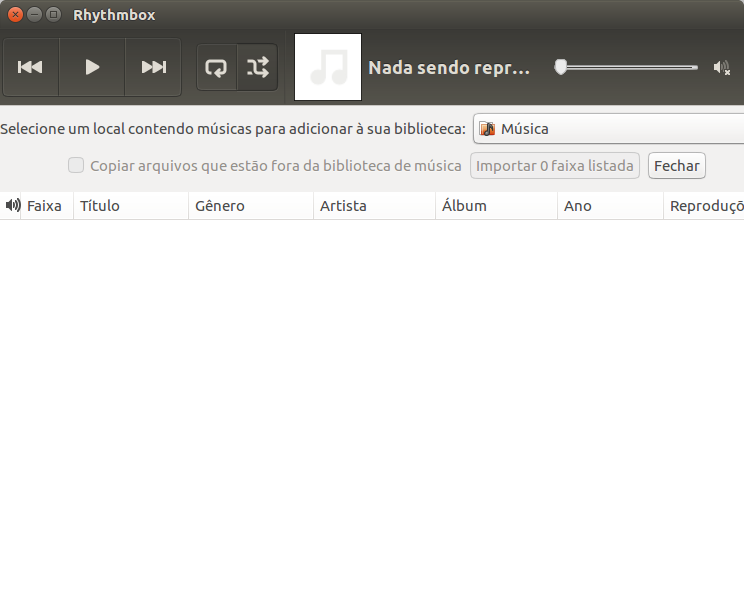 Rhythmbox
Nada sendo repr...
Selecione um local contendo músicas para adicionar à sua biblioteca: Música
Copiar arquivos que estão fora da biblioteca de música Importar 0 faixa listada Fechar
Faixa Título Gênero Artista Álbum Ano Reproduçõ